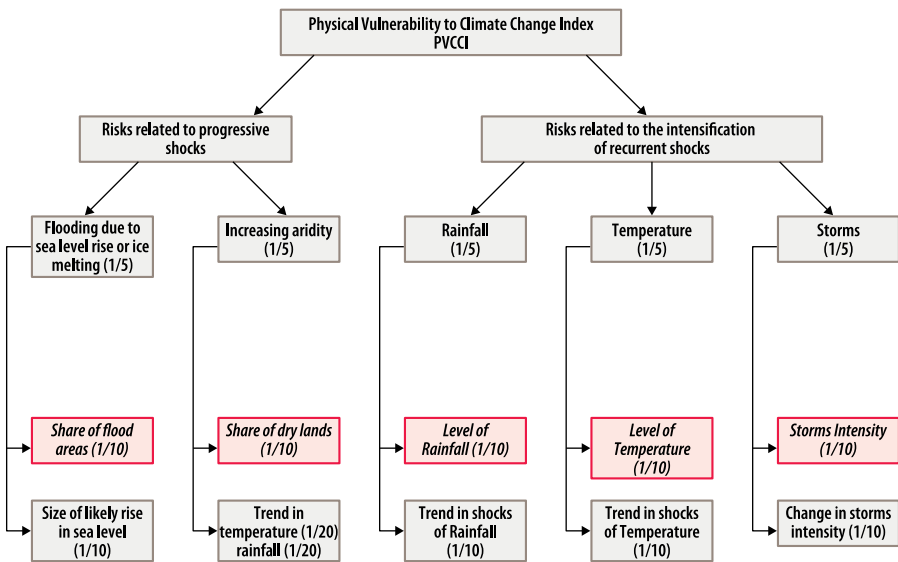 Physical Vulnerability to Climate Change Index
PVCCI
Risks related to progressive
shocks
Risks related to the intensification
of recurrent shocks
Flooding due to
sea level rise or ice
melting (1/5)
Increasing aridity
(1/5)
Rainfall
(1/5)
Temperature
(1/5)
Storms
(1/5)
Share of flood
areas (1/10)
Share of dry lands
(1/10)
Level of
Rainfall (1/10)
Level of
Temperature
(1/10)
Storms Intensity
(1/10)
Size of likely rise
in sea level
(1/10)
Trend in
temperature (1/20)
rainfall (1/20)
Trend in shocks
of Rainfall
(1/10)
Trend in shocks
of Temperature
(1/10)
Change in storms
intensity (1/10)